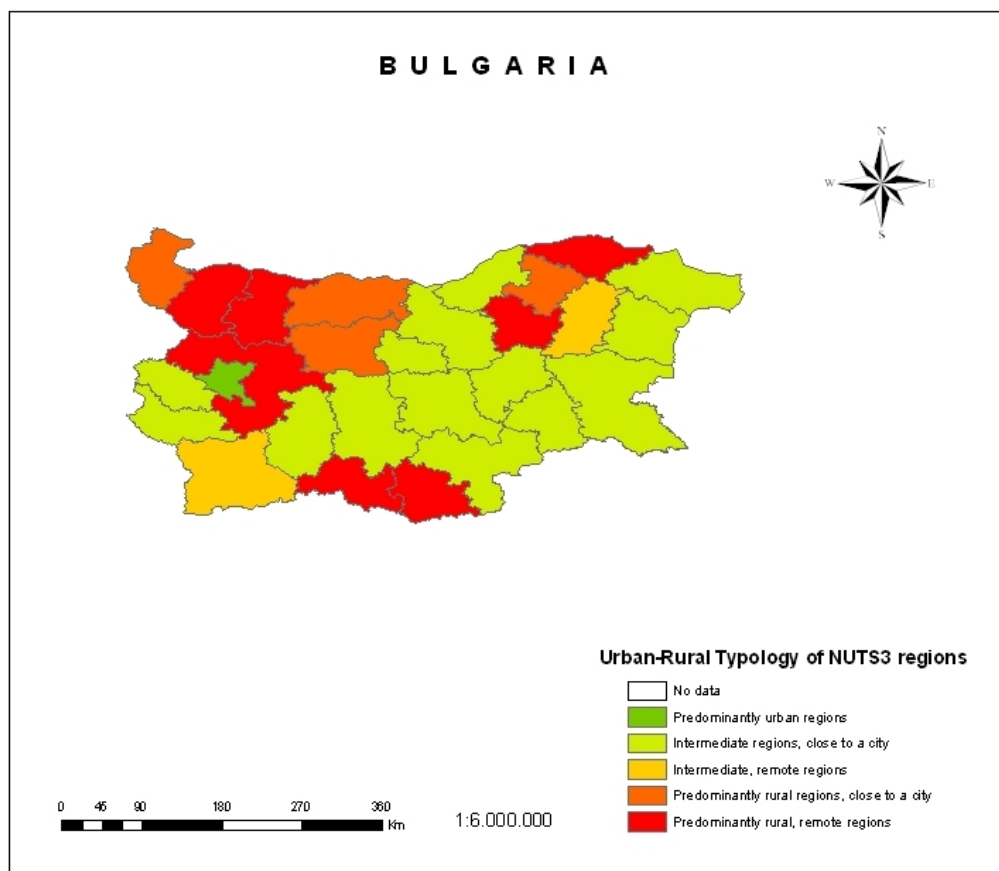 B U L G A R I A
N
W E
S
Urban-Rural Typology of NUTS3 regions
No data
Predominantly urban regions
Intermediate regions, close to a city
Intermediate, remote regions
Predominantly rural regions, close to a city
Predominantly rural, remote regions
0 45 90 180 270 360
Km
1:6.000.000